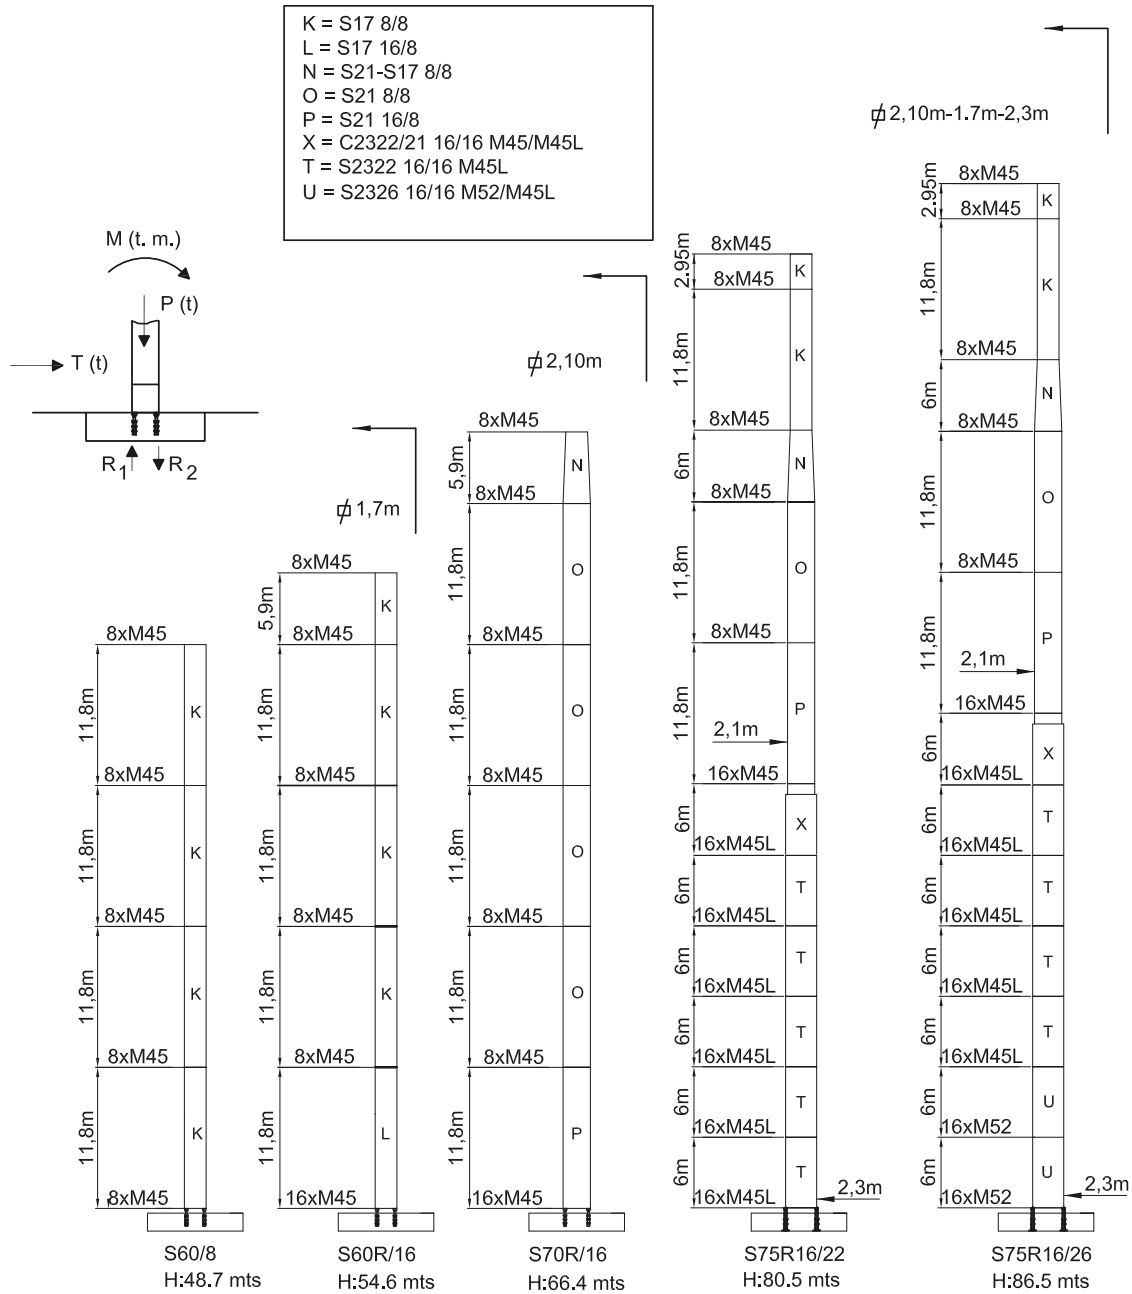 K = S17 8/8
L = S17 16/8
N = S21-S17 8/8
O = S21 8/8
P = S21 16/8
X = C2322/21 16/16 M45/M45L
T = S2322 16/16 M45L
U = S2326 16/16 M52/M45L
M (t. m.)
P (t)
T (t)
R1 R2
8xM45
11,8m
K
8xM45
11,8m
K
8xM45
11,8m
K
8xM45
11,8m
K
8xM45
S60/8
H:48.7 mts
1,7m
8xM45
5,9m
K
8xM45
11,8m
K
8xM45
11,8m
K
8xM45
11,8m
K
8xM45
11,8m
L
16xM45
S60R/16
H:54.6 mts
2,10m
8xM45
5,9m
N
8xM45
11,8m
O
8xM45
11,8m
O
8xM45
11,8m
O
8xM45
11,8m
O
8xM45
11,8m
P
16xM45
S70R/16
H:66.4 mts
8xM45
2.95m
K
8xM45
11,8m
K
8xM45
6m
N
8xM45
11,8m
O
8xM45
11,8m
P
2,1m
16xM45
6m
X
16xM45L
6m
T
16xM45L
6m
T
16xM45L
6m
T
16xM45L
6m
T
16xM45L
6m
T
16xM45L
2,3m
S75R16/22
H:80.5 mts
2,10m-1.7m-2,3m
8xM45
2.95m
K
8xM45
11,8m
K
8xM45
6m
N
8xM45
11,8m
O
8xM45
11,8m
P
2,1m
16xM45
6m
X
16xM45L
6m
T
16xM45L
6m
T
16xM45L
6m
T
16xM45L
6m
T
16xM45L
6m
U
16xM52
6m
U
16xM52
2,3m
S75R16/26
H:86.5 mts